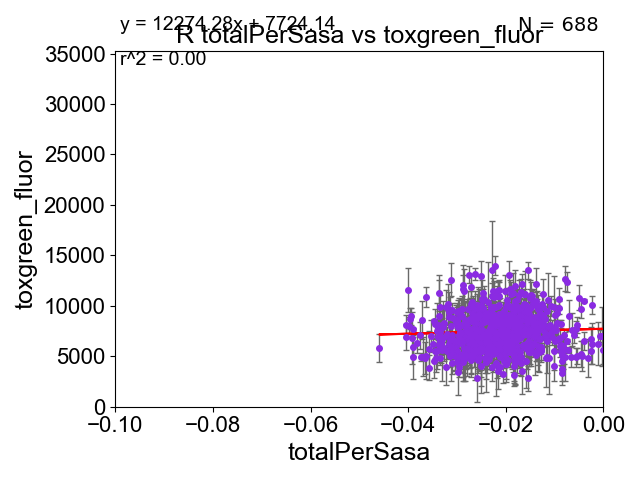 y = 12274.28x + 7724.14
N = 688
R totalPerSasa vs toxgreen_fluor
r^2 = 0.00
35000
30000
25000
20000
15000
10000
5000
0
toxgreen_fluor
−0.10 −0.08 −0.06 −0.04 −0.02 0.00
totalPerSasa